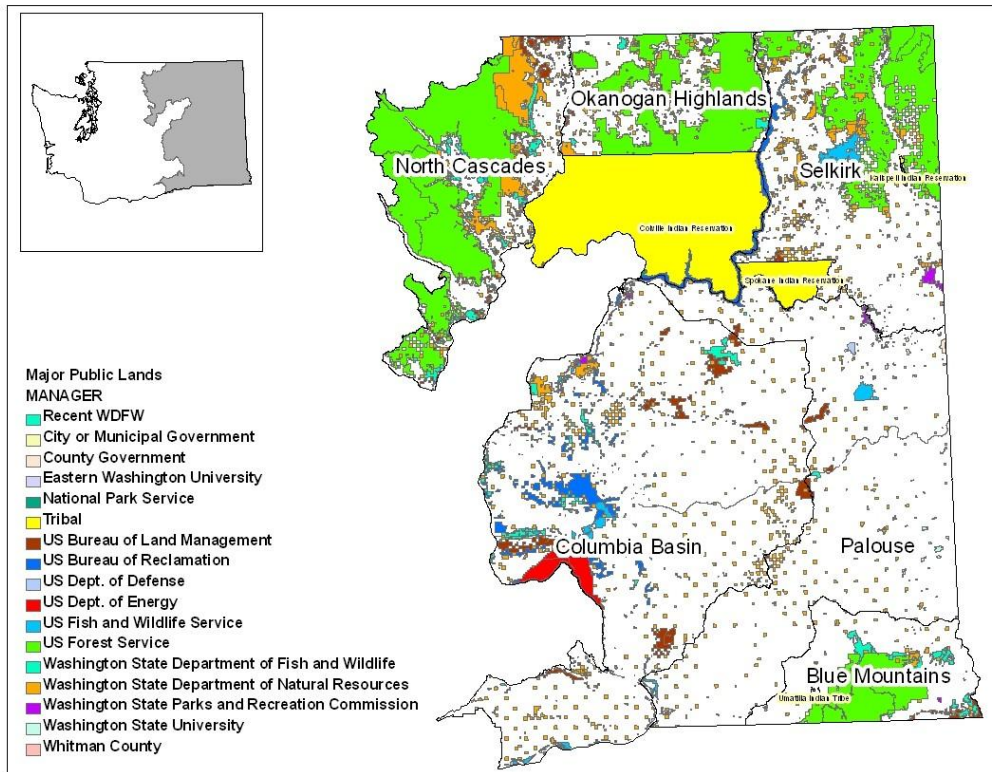 Okanogan Highlands
North Cascades
Selkirk
Kalispell Indian Reservation
Colville Indian Reservation
Spokane Indian Reservation
Major Public Lands
MANAGER
Recent WDFW
City or Municipal Government
County Government
Eastern Washington University
National Park Service
Tribal
US Bureau of Land Management
US Bureau of Reclamation
US Dept. of Defense
US Dept. of Energy
US Fish and Wildlife Service
US Forest Service
Washington State Department of Fish and Wildlife
Washington State Department of Natural Resources
Washington State Parks and Recreation Commission
Washington State University
Whitman County
Columbia Basin
Palouse
Blue Mountains
Umatilla Indian Tribe